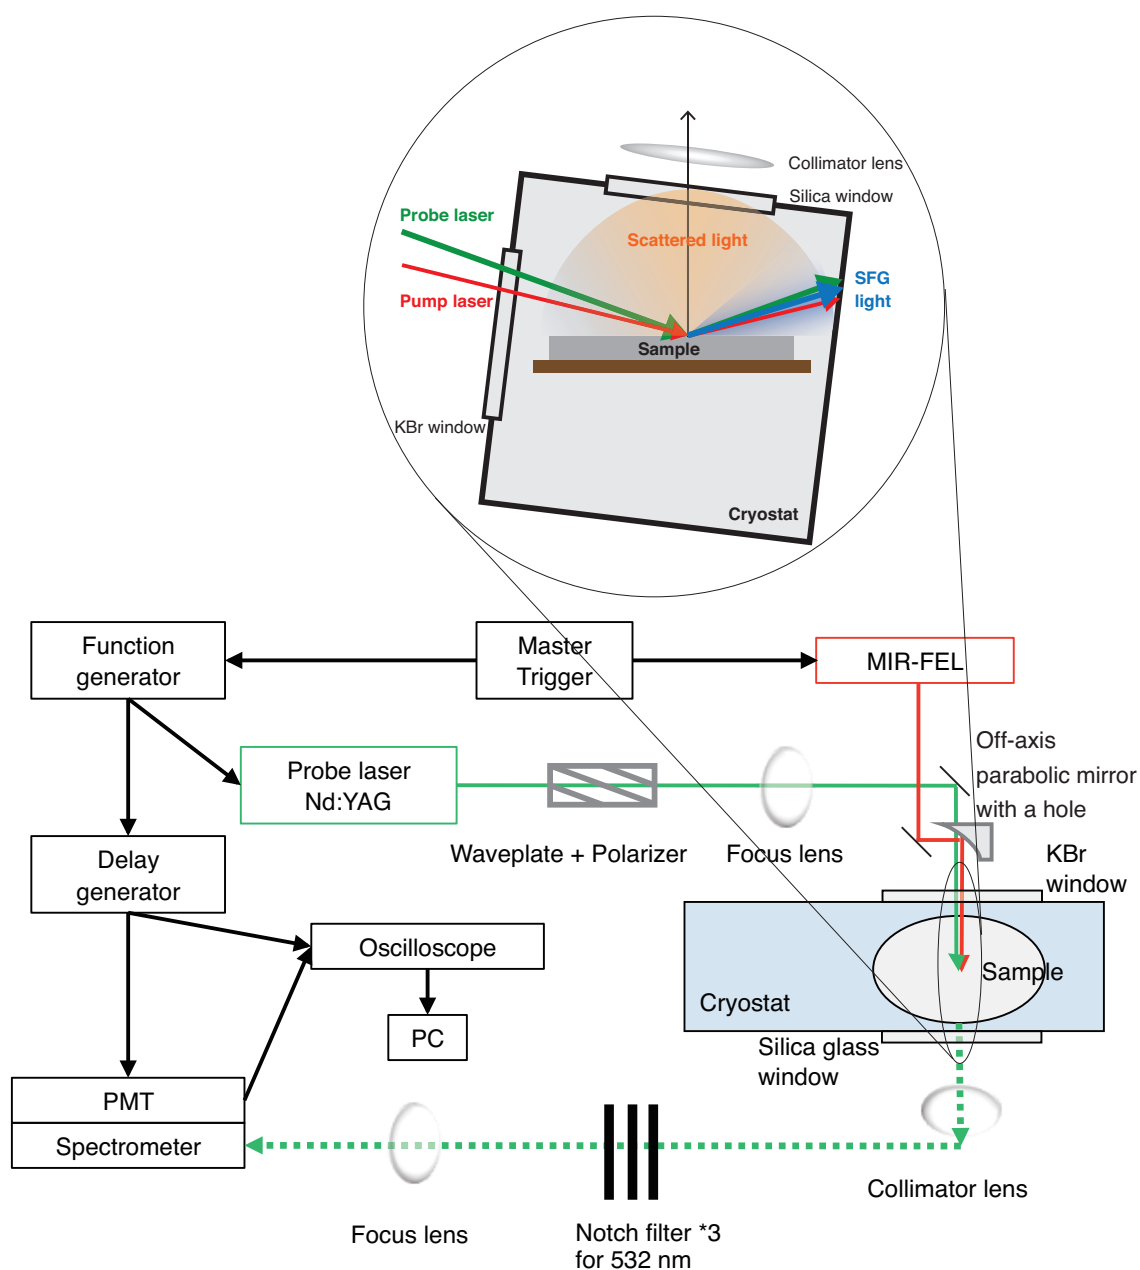 Collimator lens
Silica window
Probe laser
Scattered light
Pump laser
SFG
light
Sample
KBr window
Cryostat
Function
generator
Master
Trigger
MIR-FEL
Probe laser
Nd:YAG
Off-axis
parabolic mirror
with a hole
Waveplate + Polarizer
Focus lens
KBr
window
Delay
generator
Oscilloscope
Sample
Cryostat
PC
Silica glass
window
PMT
Spectrometer
Collimator lens
Focus lens
Notch filter *3
for 532 nm